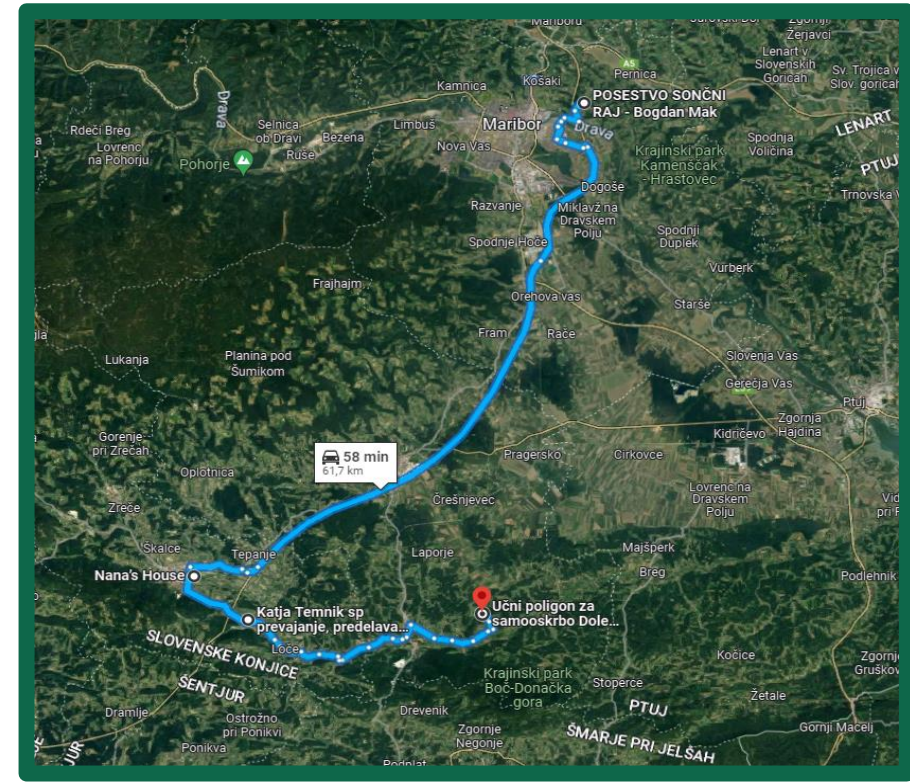 Mariboru
Žerjavci
Lenart v
Slovenskih
Goricah
A5
Pernica
Sv. Trojica v
Slov. goricah
Kamnica
Košaki
POSESTVO SONČNI
RAJ - Bogdan Mak
Drava
Selnica
ob Dravi
Bezena
Limbuš
Maribor
Drava
LENART
Rdeči Breg
Lovrenc
na Pohorju
Ruše
Nova Vas
Krajinski park
Kamenščak
- Hrastovec
Spodnja
Voličina
Pohorje
PTUJ
Dogoše
Trnovska
Razvanje
Miklavž na
Dravskem
Polju
Spodnje Hoče
Spodnji
Duplek
Vurberk
Frajhajm
Orehova vas
Starše
Fram
Rače
Lukanja
Planina pod
Šumikom
Slovenja Vas
Gerečja Vas
Ptuj
Zgornja
Hajdina
Kidričevo
Gorenje
pri Zrečah
58 min
61,7 km
Pragersko
Cirkovce
Oplotnica
Lovrenc na
Dravskem
Polju
Črešnjevec
Zreče
Škalce
Tepanje
Laporje
Majšperk
Breg
Podlehnik
Nana's House
Katja Temnik sp
prevajanje, predelava...
Učni poligon za
samooskrbo Dole...
Loče
SLOVENSKE KONJICE
Kočice
Krajinski park
Boč-Donačka
gora
Stoperce
ŠENTJUR
PTUJ
Žetale
Dramlje
Ostrožno
pri Ponikvi
Drevenik
Zgornje
Negonje
ŠMARJE PRI JELŠAH
Gornji Macelj
Ponikva